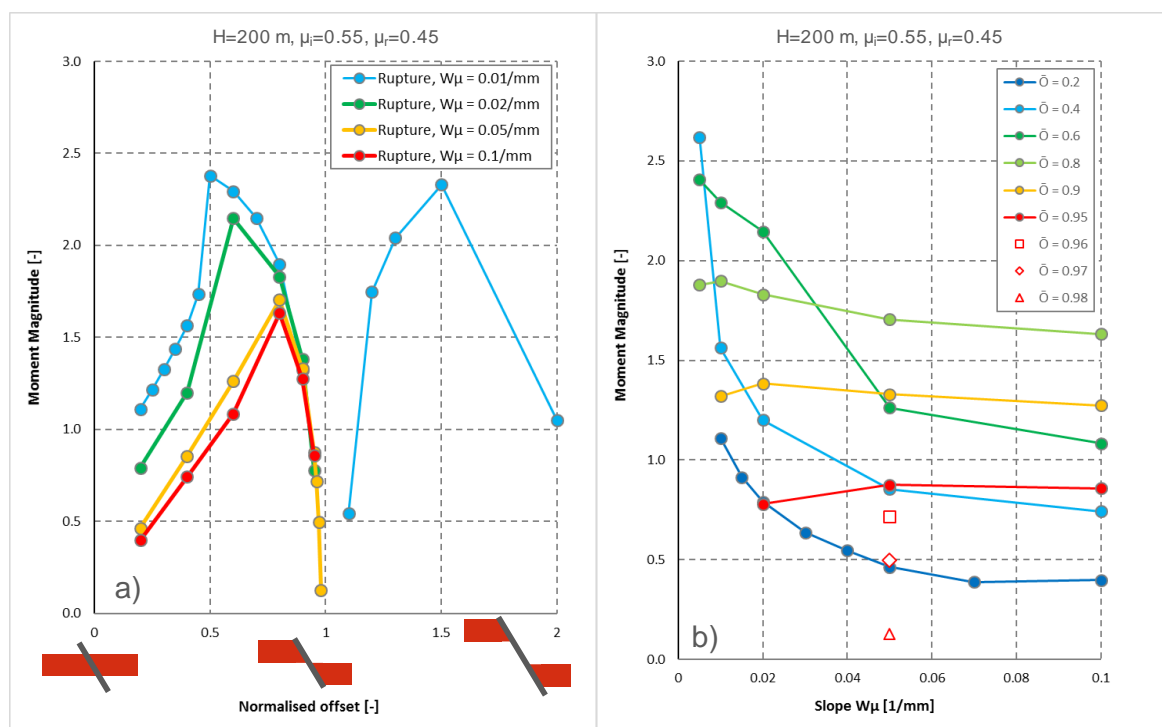 H=200 m, µi=0.55, µr=0.45
3.0
2.5
2.0
1.5
1.0
0.5
0.0
Moment Magnitude [-]
Rupture, Wµ = 0.01/mm
Rupture, Wµ = 0.02/mm
Rupture, Wµ = 0.05/mm
Rupture, Wµ = 0.1/mm
a)
0 0.5 1 1.5 2
Normalised offset [-]
H=200 m, µi=0.55, µr=0.45
3.0
2.5
2.0
1.5
1.0
0.5
0.0
Moment Magnitude [-]
Ō = 0.2
Ō = 0.4
Ō = 0.6
Ō = 0.8
Ō = 0.9
Ō = 0.95
Ō = 0.96
Ō = 0.97
Ō = 0.98
b)
0 0.02 0.04 0.06 0.08 0.1
Slope Wµ [1/mm]